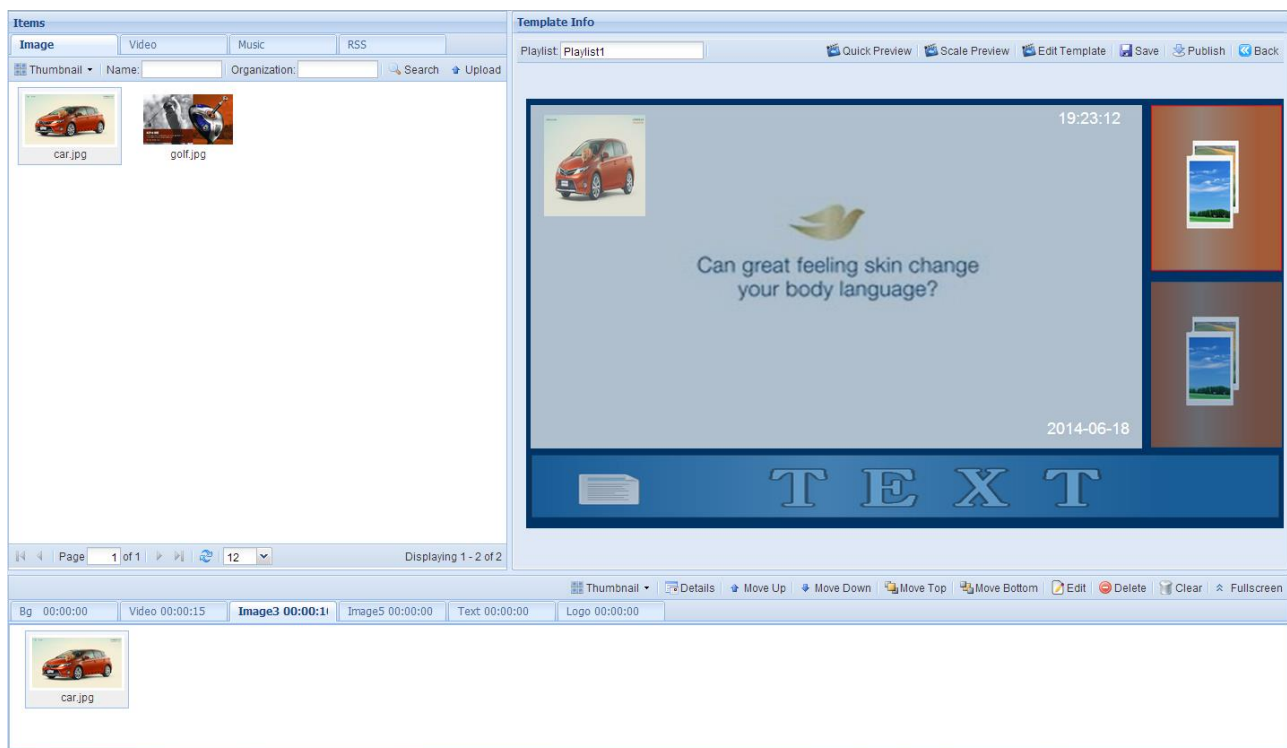 Items
Image Video Music RSS
Thumbnail Name: Organization: Search Upload
car.jpg golf.jpg
Page 1 of 1 12 Displaying 1 - 2 of 2
Template Info
Playlist: Playlist1 Quick Preview Scale Preview Edit Template Save Publish Back
19:23:12
Can great feeling skin change
your body language?
2014-06-18
TEXT
Thumbnail Details Move Up Move Down Move Top Move Bottom Edit Delete Clear Fullscreen
Bg 00:00:00 Video 00:00:15 Image3 00:00:1 Image5 00:00:00 Text 00:00:00 Logo 00:00:00
car.jpg